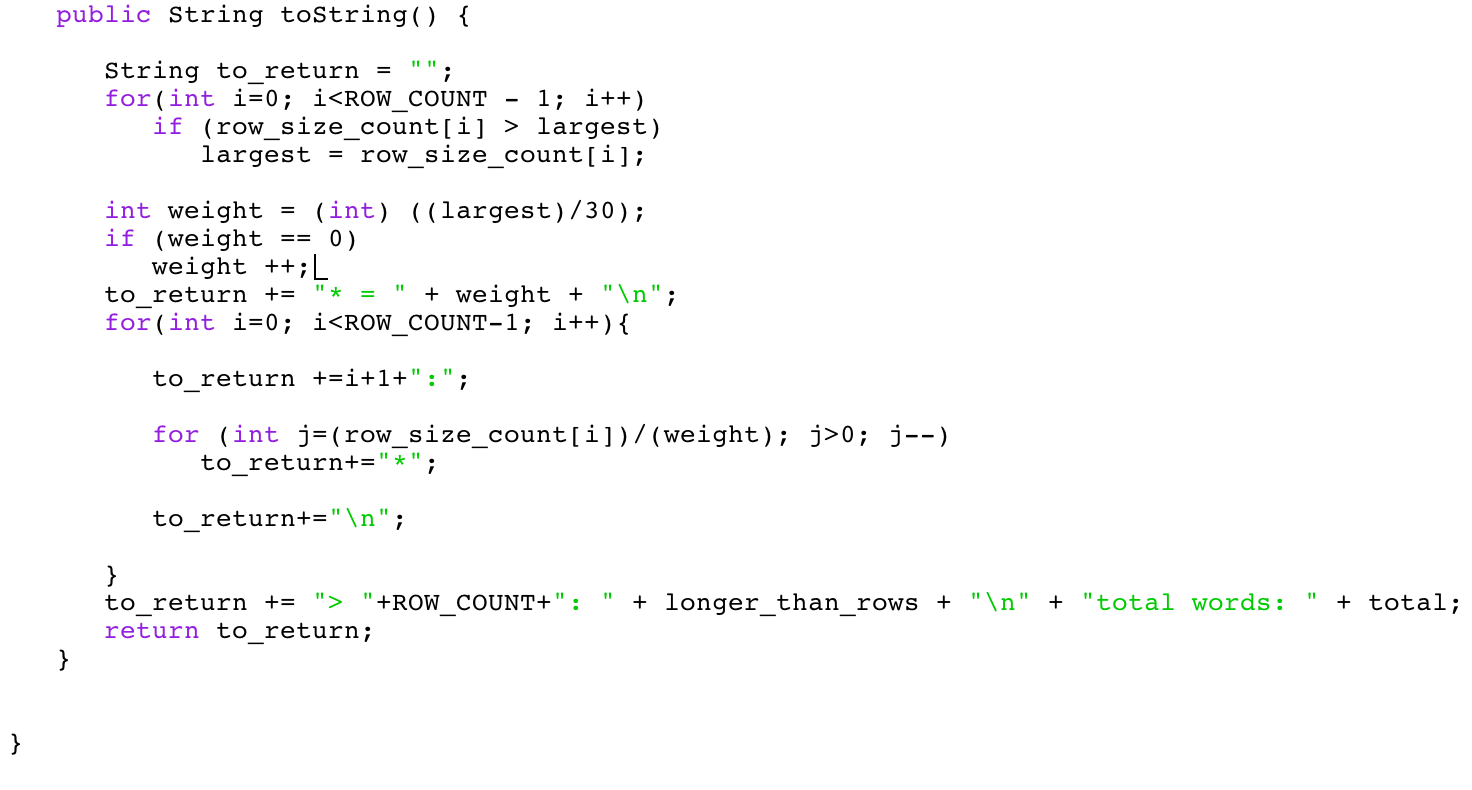 public String toString() {
String to_return = "";
for(int i=0; i<ROW_COUNT - 1; i++)
if (row_size_count[i] > largest)
largest = row_size_count[i];
int weight = (int) ((largest)/30);
if (weight == 0)
weight ++;
to_return += "* = " + weight + "\n";
for(int i=0; i<ROW_COUNT-1; i++){
to_return +=i+1+":";
for (int j=(row_size_count[i])/(weight); j>0; j--)
to_return+="*";
to_return+="\n";
}
to_return += "> "+ROW_COUNT+": " + longer_than_rows + "\n" + "total words: " + total;
return to_return;
}
}